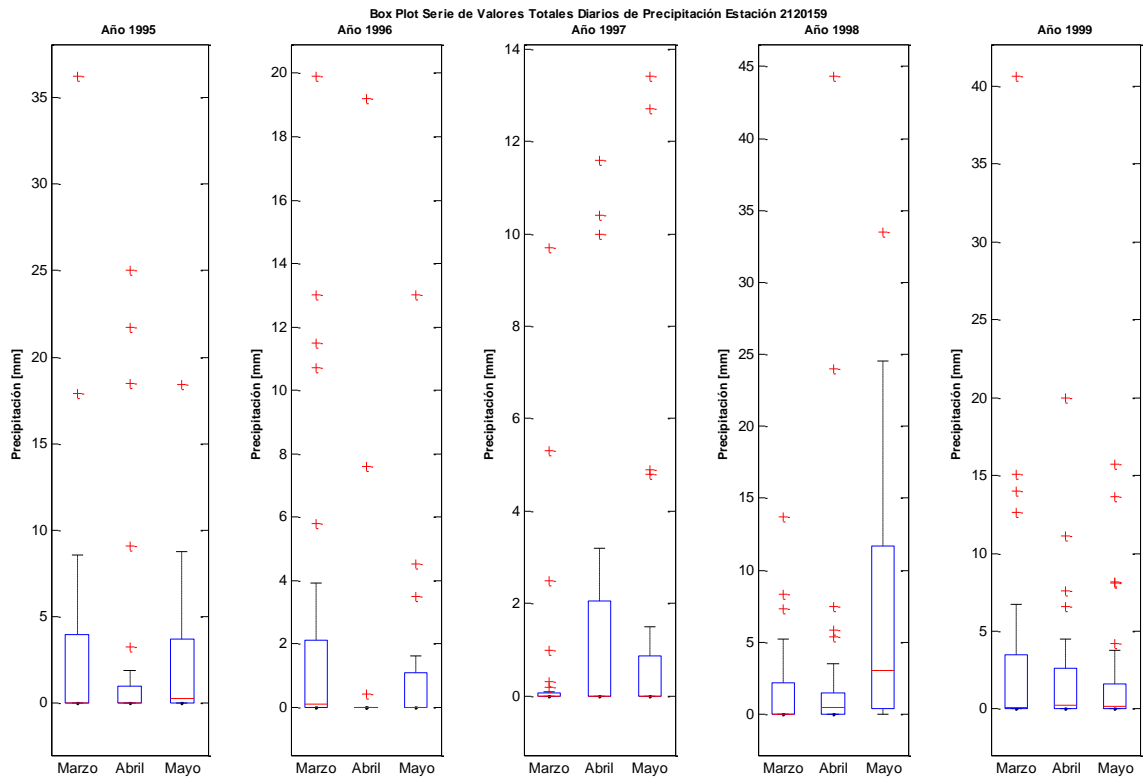 Box Plot Serie de Valores Totales Diarios de Precipitación Estación 2120159
Año 1995
Precipitación [mm]
35
30
25
20
15
10
5
0
Marzo Abril Mayo
Año 1996
Precipitación [mm]
20
18
16
14
12
10
8
6
4
2
0
Marzo Abril Mayo
Año 1997
Precipitación [mm]
14
12
10
8
6
4
2
0
Marzo Abril Mayo
Año 1998
Precipitación [mm]
45
40
35
30
25
20
15
10
5
0
Marzo Abril Mayo
Año 1999
Precipitación [mm]
40
35
30
25
20
15
10
5
0
Marzo Abril Mayo